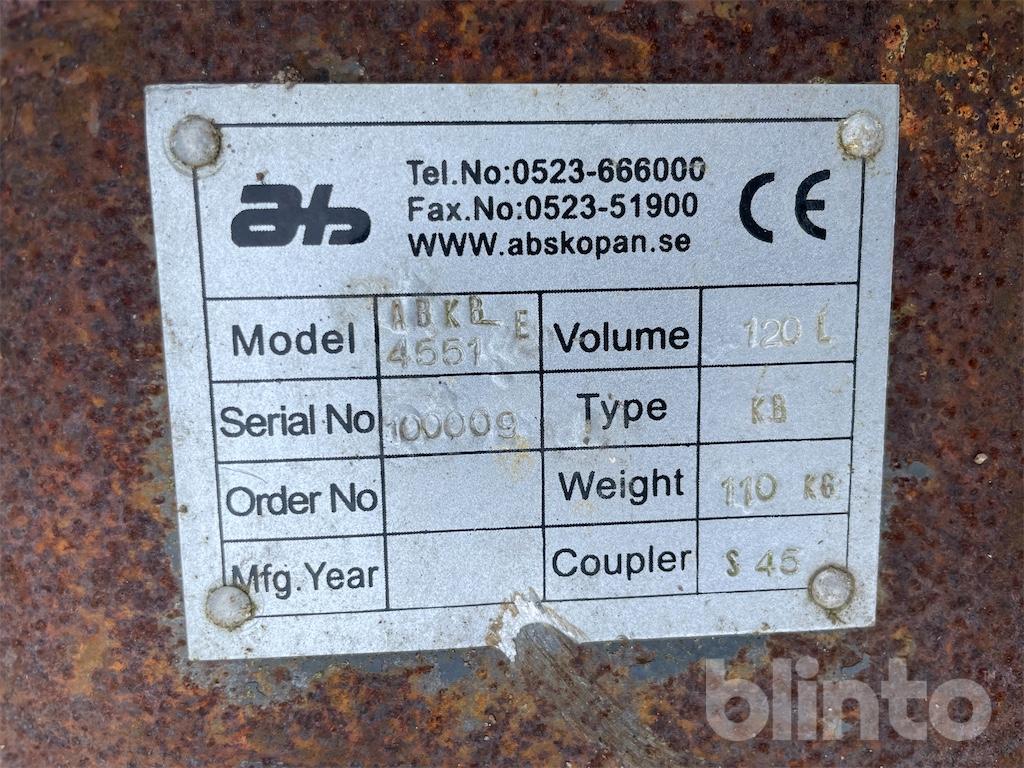 ab
Tel.No:0523-666000
Fax.No:0523-51900
WWW.abskopan.se
CE
Model ABKB E 4551 Volume 120 L
Serial No 100009 Type KB
Order No Weight 110 KG
Mfg.Year Coupler S 45
blinto